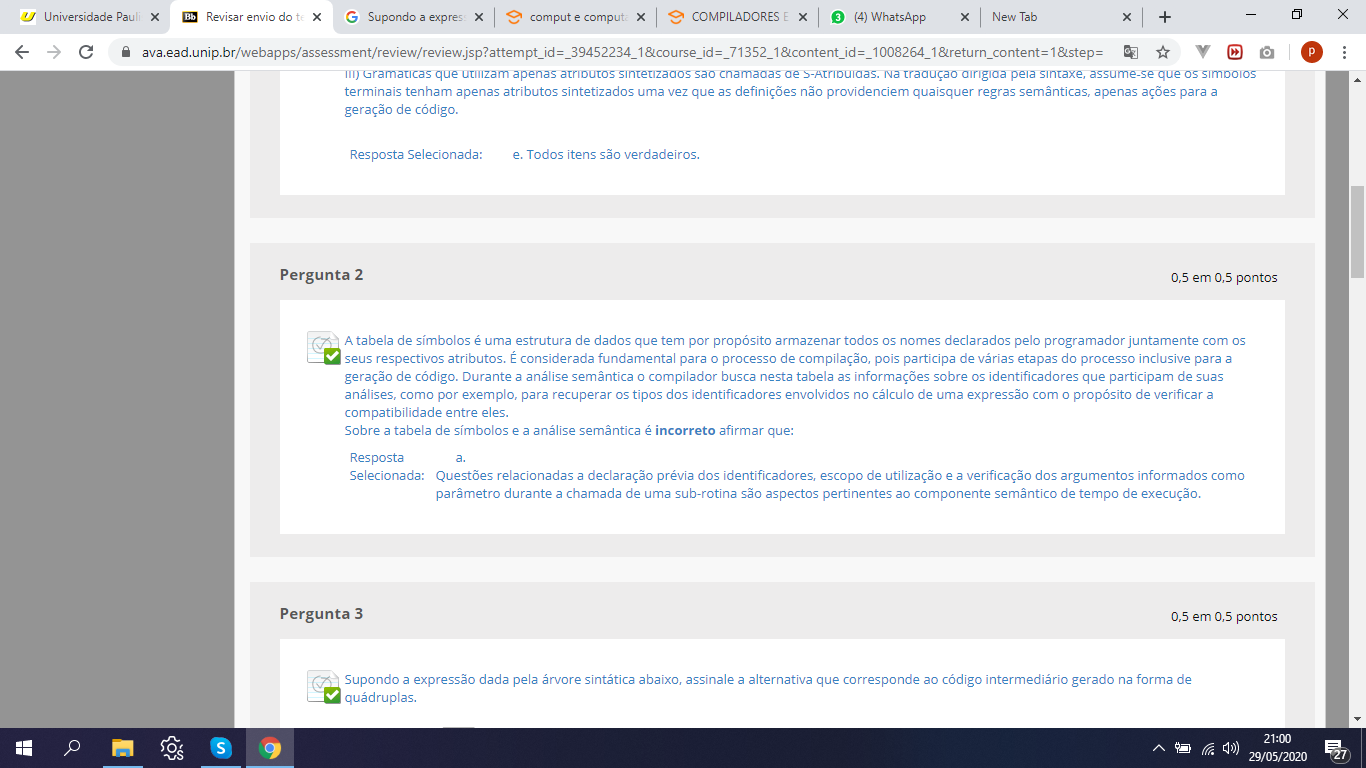 Universidade Pauli
Revisar envio do te
Supondo a expres
comput e computa
COMPILADORES E
(4) WhatsApp
New Tab
ava.ead.unip.br/webapps/assessment/review/review.jsp?attempt_id=_39452234_1&course_id=_71352_1&content_id=_1008264_1&return_content=1&step=
III) Gramáticas que utilizam apenas atributos sintetizados são chamadas de S-Atribuídas. Na tradução dirigida pela sintaxe, assume-se que os símbolos
terminais tenham apenas atributos sintetizados uma vez que as definições não providenciem quaisquer regras semânticas, apenas ações para a
geração de código.
Resposta Selecionada: e. Todos itens são verdadeiros.
Pergunta 2
0,5 em 0,5 pontos
A tabela de símbolos é uma estrutura de dados que tem por propósito armazenar todos os nomes declarados pelo programador juntamente com os
seus respectivos atributos. É considerada fundamental para o processo de compilação, pois participa de várias etapas do processo inclusive para a
geração de código. Durante a análise semântica o compilador busca nesta tabela as informações sobre os identificadores que participam de suas
análises, como por exemplo, para recuperar os tipos dos identificadores envolvidos no cálculo de uma expressão com o propósito de verificar a
compatibilidade entre eles.
Sobre a tabela de símbolos e a análise semântica é incorreto afirmar que:
Resposta a.
Selecionada: Questões relacionadas a declaração prévia dos identificadores, escopo de utilização e a verificação dos argumentos informados como
parâmetro durante a chamada de uma sub-rotina são aspectos pertinentes ao componente semântico de tempo de execução.
Pergunta 3
0,5 em 0,5 pontos
Supondo a expressão dada pela árvore sintática abaixo, assinale a alternativa que corresponde ao código intermediário gerado na forma de
quádruplas.
21:00
29/05/2020
27